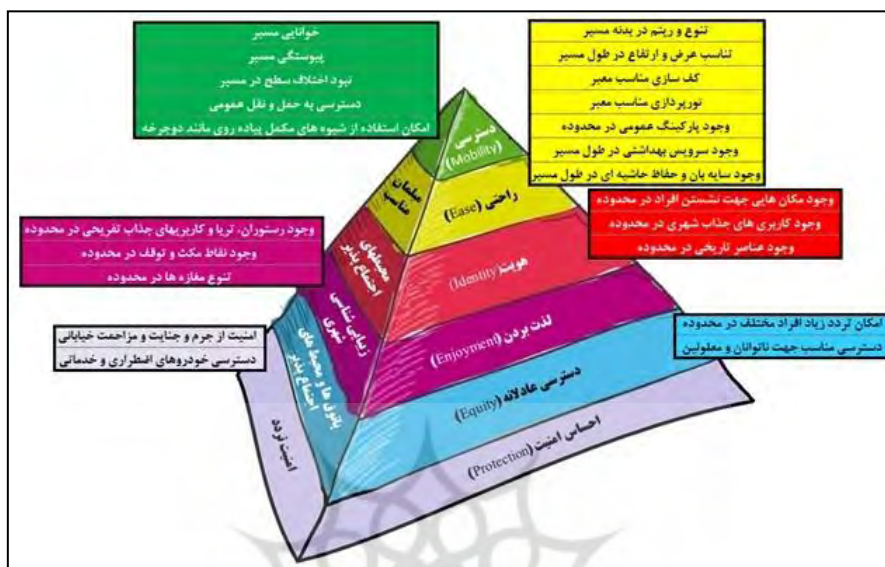 خوانایی مسیر
پیوستگی مسیر
نبود اختلاف سطح در مسیر
دسترسی به حمل و نقل عمومی
امکان استفاده از شیوه های مکمل پیاده روی مانند دوچرخه
تنوع و ریتم در بدنه مسیر
تناسب عرض و ارتفاع در طول مسیر
کف سازی مناسب معبر
نورپردازی مناسب معبر
وجود پارکینگ عمومی در محدوده
وجود سرویس بهداشتی در طول مسیر
وجود سایه بان و حفاظ حاشیه ای در طول مسیر
وجود مکان هایی جهت نشستن افراد در محدوده
وجود کاربری های جذاب شهری در محدوده
وجود عناصر تاریخی در محدوده
وجود رستوران، تریا و کاربریهای جذاب تفریحی در محدوده
وجود نقاط مکث و توقف در محدوده
تنوع مغازه ها در محدوده
امکان تردد زیاد افراد مختلف در محدوده
دسترسی مناسب جهت ناتوانان و معلولین
امنیت از جرم و جنایت و مزاحمت خیابانی
دسترسی خودروهای اضطراری و خدماتی
دسترسی
(Mobility)
راحتی (Ease)
هویت (Identity)
لذت بردن (Enjoyment)
دسترسی عادلانه (Equity)
احساس امنیت (Protection)
مبلمان
مناسب
محیطهای
اجتماع پذیر
زیبایی شناسی
شهری
پاتوق ها و محیط های
اجتماع پذیر
امنیت تردد